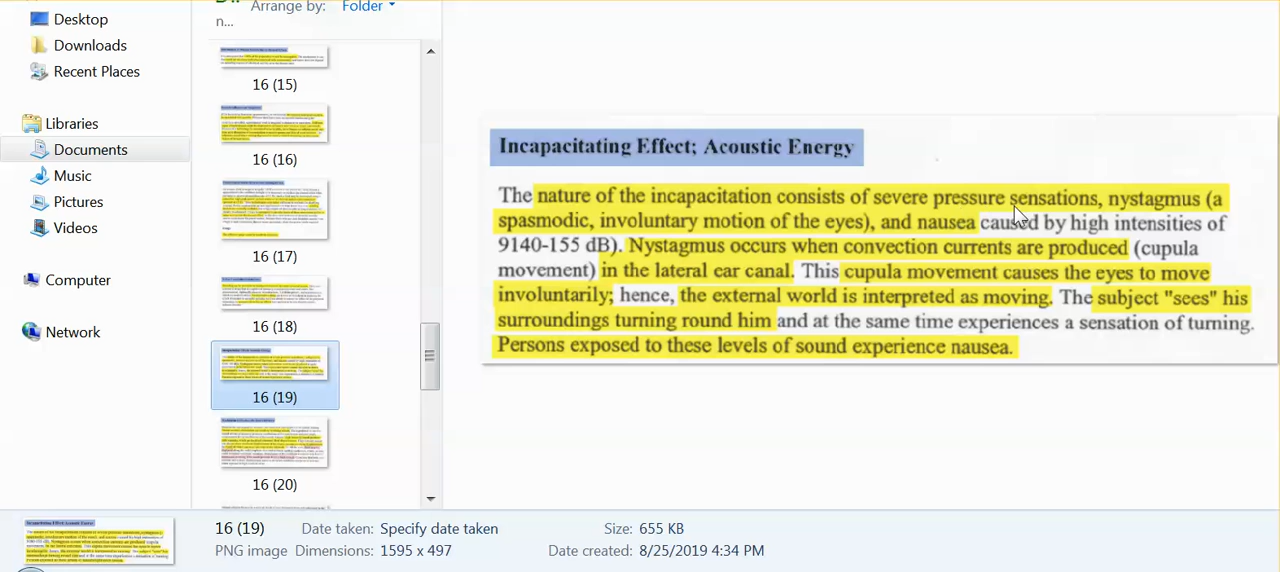 Desktop
Downloads
Recent Places
Libraries
Documents
Music
Pictures
Videos
Computer
Network
n...
Arrange by: Folder
16 (15)
16 (16)
16 (17)
16 (18)
16 (19)
16 (20)
Incapacitating Effect; Acoustic Energy
The nature of the incapacitation consists of severe pressure sensations, nystagmus (a
spasmodic, involuntary motion of the eyes), and nausea caused by high intensities of
9140-155 dB). Nystagmus occurs when convection currents are produced (cupula
movement) in the lateral ear canal. This cupula movement causes the eyes to move
involuntarily; hence, the external world is interpreted as moving. The subject "sees" his
surroundings turning round him and at the same time experiences a sensation of turning.
Persons exposed to these levels of sound experience nausea.
16 (19) Date taken: Specify date taken Size: 655 KB
PNG image Dimensions: 1595 x 497 Date created: 8/25/2019 4:34 PM